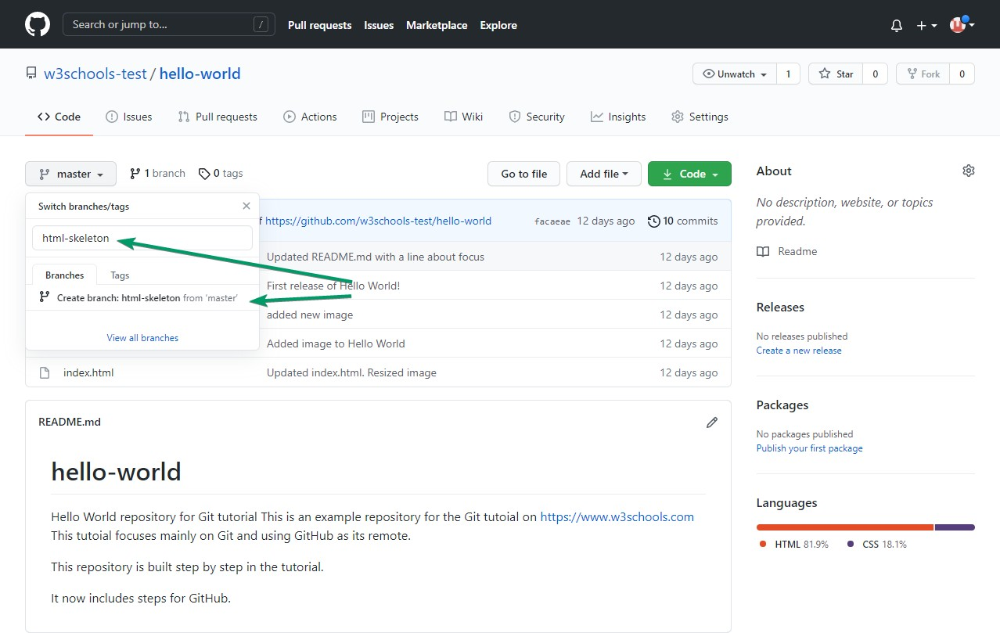 Search or jump to... /
Pull requests Issues Marketplace Explore
w3schools-test / hello-world
Unwatch 1 Star 0 Fork 0
Code Issues Pull requests Actions Projects Wiki Security Insights Settings
master 1 branch 0 tags Go to file Add file Code
Switch branches/tags
html-skeleton
Branches Tags
Create branch: html-skeleton from 'master'
View all branches
f https://github.com/w3schools-test/hello-world facaeae 12 days ago 10 commits
Updated README.md with a line about focus 12 days ago
First release of Hello World! 12 days ago
added new image 12 days ago
Added image to Hello World 12 days ago
index.html Updated index.html. Resized image 12 days ago
README.md
hello-world
Hello World repository for Git tutorial This is an example repository for the Git tutoial on https://www.w3schools.com
This tutoial focuses mainly on Git and using GitHub as its remote.
This repository is built step by step in the tutorial.
It now includes steps for GitHub.
About
No description, website, or topics
provided.
Readme
Releases
No releases published
Create a new release
Packages
No packages published
Publish your first package
Languages
HTML 81.9% CSS 18.1%